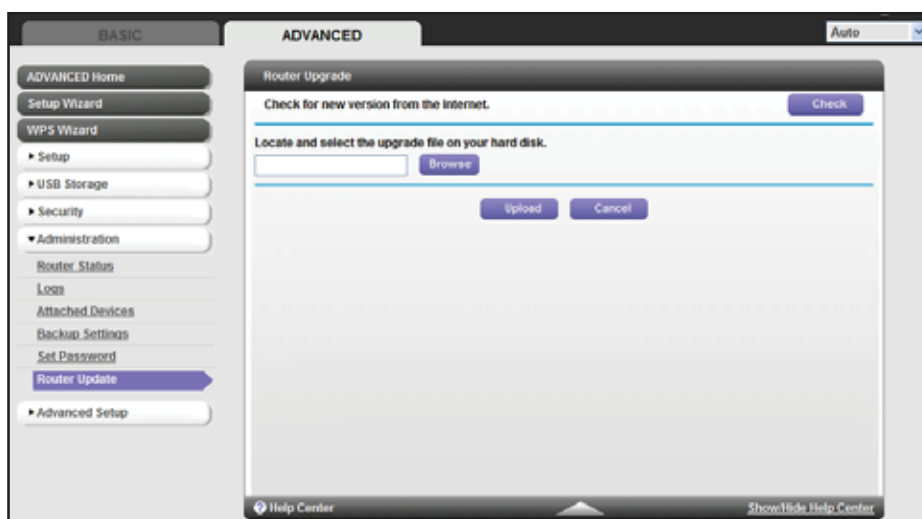 BASIC
ADVANCED
Auto
ADVANCED Home
Setup Wizard
WPS Wizard
Setup
USB Storage
Security
Administration
Router Status
Logs
Attached Devices
Backup Settings
Set Password
Router Update
Advanced Setup
Router Upgrade
Check for new version from the Internet.
Check
Locate and select the upgrade file on your hard disk.
Browse
Upload
Cancel
Help Center
Show/Hide Help Center